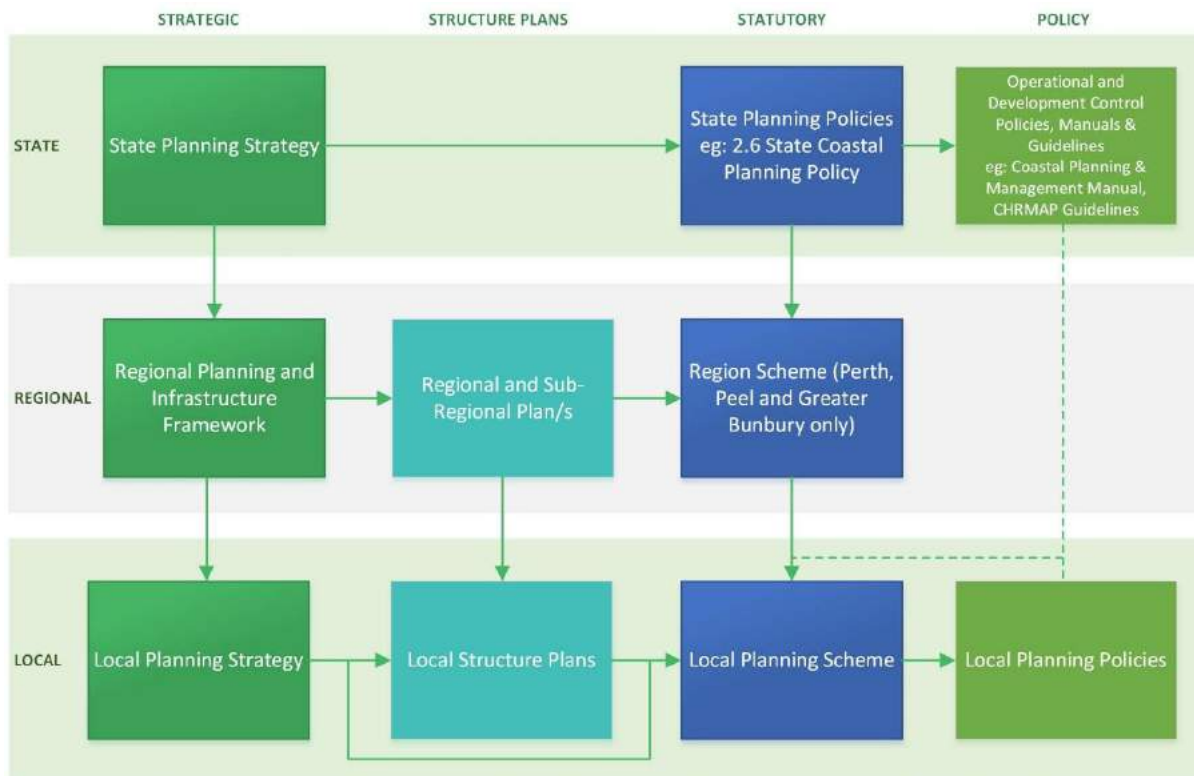 STRATEGIC
STRUCTURE PLANS
STATUTORY
POLICY
STATE
State Planning Strategy
State Planning Policies
eg: 2.6 State Coastal
Planning Policy
Operational and
Development Control
Policies, Manuals &
Guidelines
eg: Coastal Planning &
Management Manual,
CHRMAP Guidelines
REGIONAL
Regional Planning and
Infrastructure
Framework
Regional and Sub-
Regional Plan/s
Region Scheme (Perth,
Peel and Greater
Bunbury only)
LOCAL
Local Planning Strategy
Local Structure Plans
Local Planning Scheme
Local Planning Policies